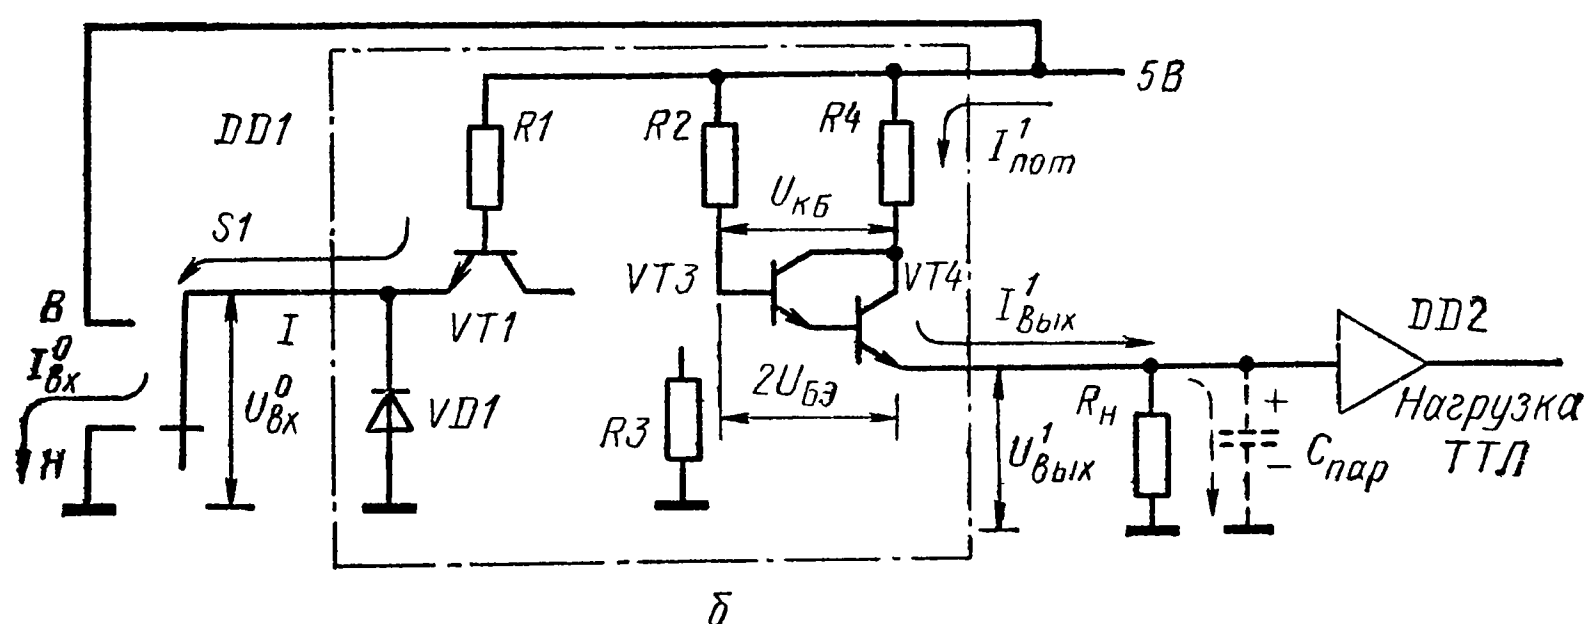 5В
DD1
R1
R2
R4
I¹пот
Uкб
S1
VT3
VT4
В
I
VT1
I¹вых
DD2
I⁰вх
U⁰вх
VD1
2Uбэ
R3
Rн
+
Нагрузка
ТТЛ
Н
U¹вых
−
Cпар
б